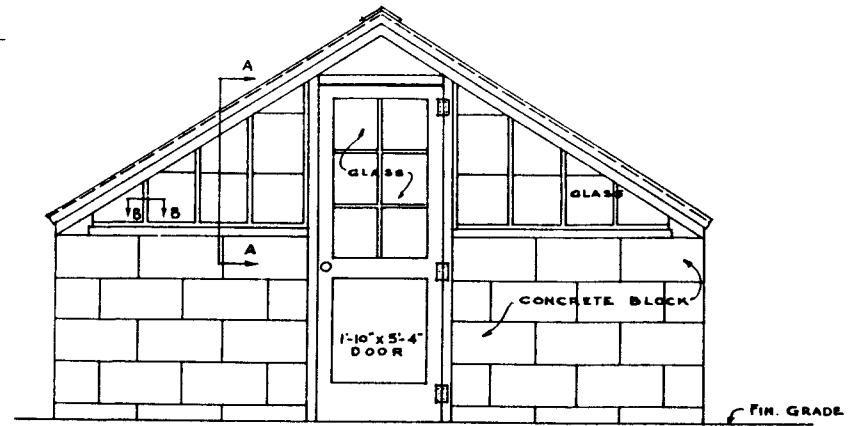 A
GLASS
GLASS
B B
A
CONCRETE BLOCK
1'-10" x 5'-4"
DOOR
FIN. GRADE